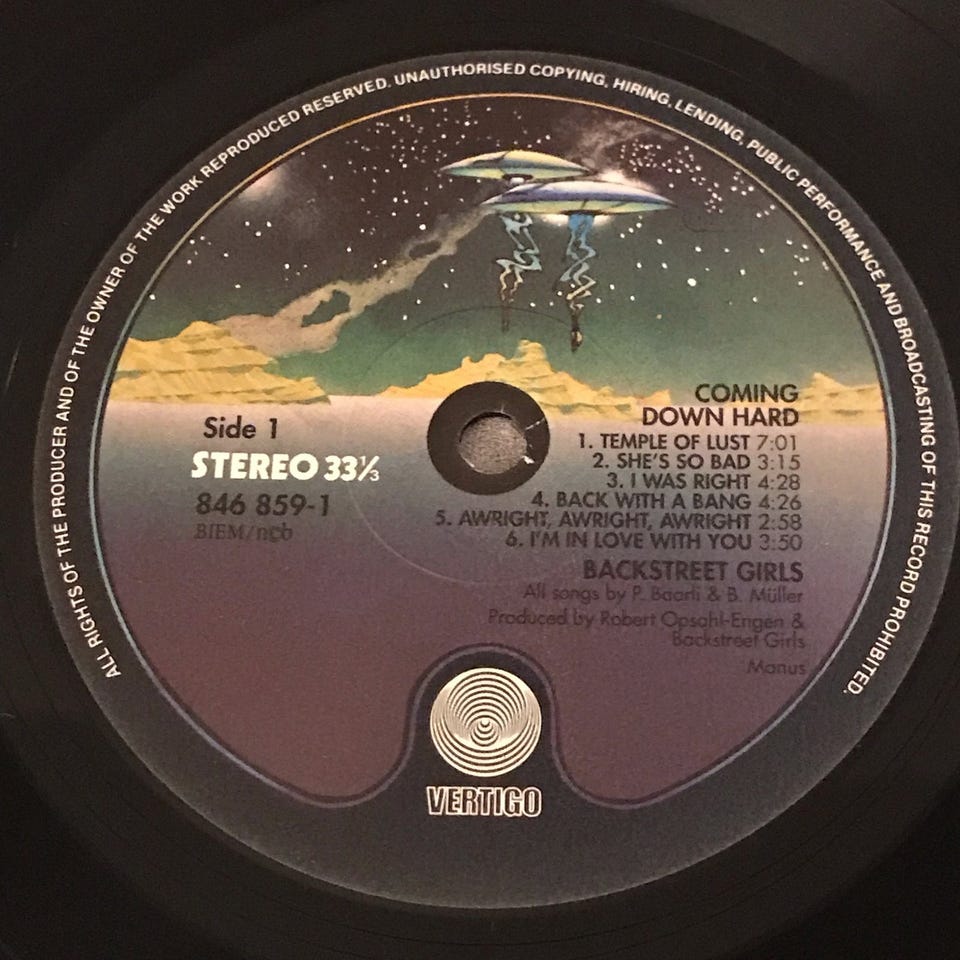 ALL RIGHTS OF THE PRODUCER AND OF THE OWNER OF THE WORK REPRODUCED RESERVED. UNAUTHORISED COPYING, HIRING, LENDING, PUBLIC PERFORMANCE AND BROADCASTING OF THIS RECORD PROHIBITED.
Side 1
STEREO 33⅓
846 859-1
BIEM/ncb
COMING
DOWN HARD
1. TEMPLE OF LUST 7:01
2. SHE'S SO BAD 3:15
3. I WAS RIGHT 4:28
4. BACK WITH A BANG 4:26
5. AWRIGHT, AWRIGHT, AWRIGHT 2:58
6. I'M IN LOVE WITH YOU 3:50
BACKSTREET GIRLS
All songs by P. Baarli & B. Müller
Produced by Robert Opsahl-Engen &
Backstreet Girls
Manus
VERTIGO